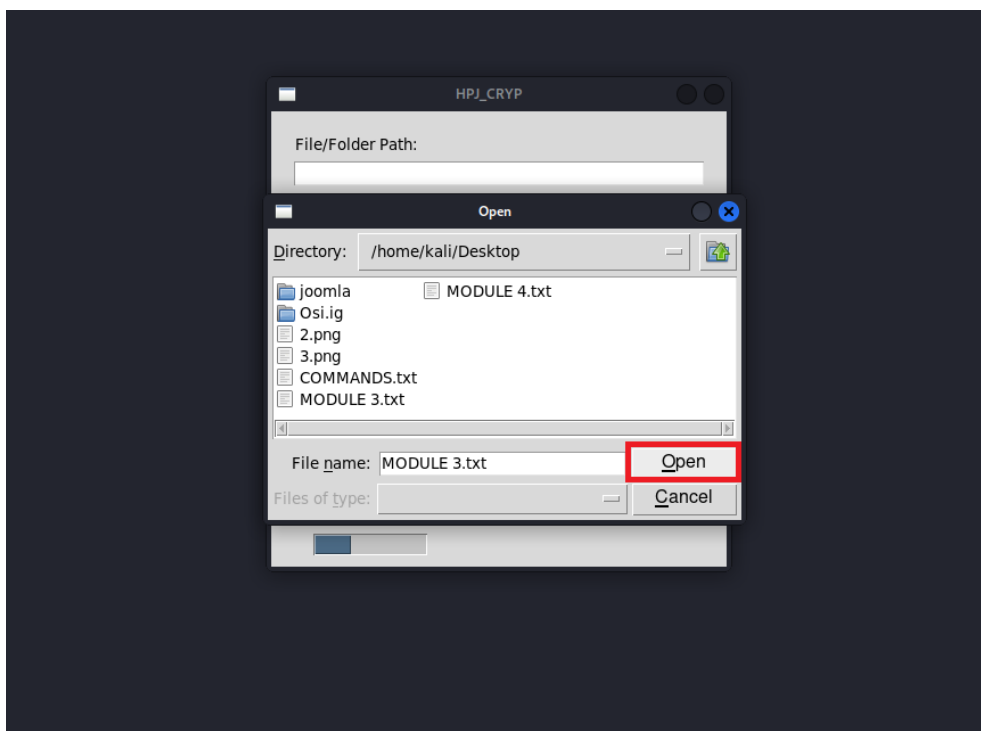 HPJ_CRYP
File/Folder Path:
Open
Directory: /home/kali/Desktop
joomla MODULE 4.txt
Osi.ig
2.png
3.png
COMMANDS.txt
MODULE 3.txt
File name: MODULE 3.txt Open
Files of type: Cancel